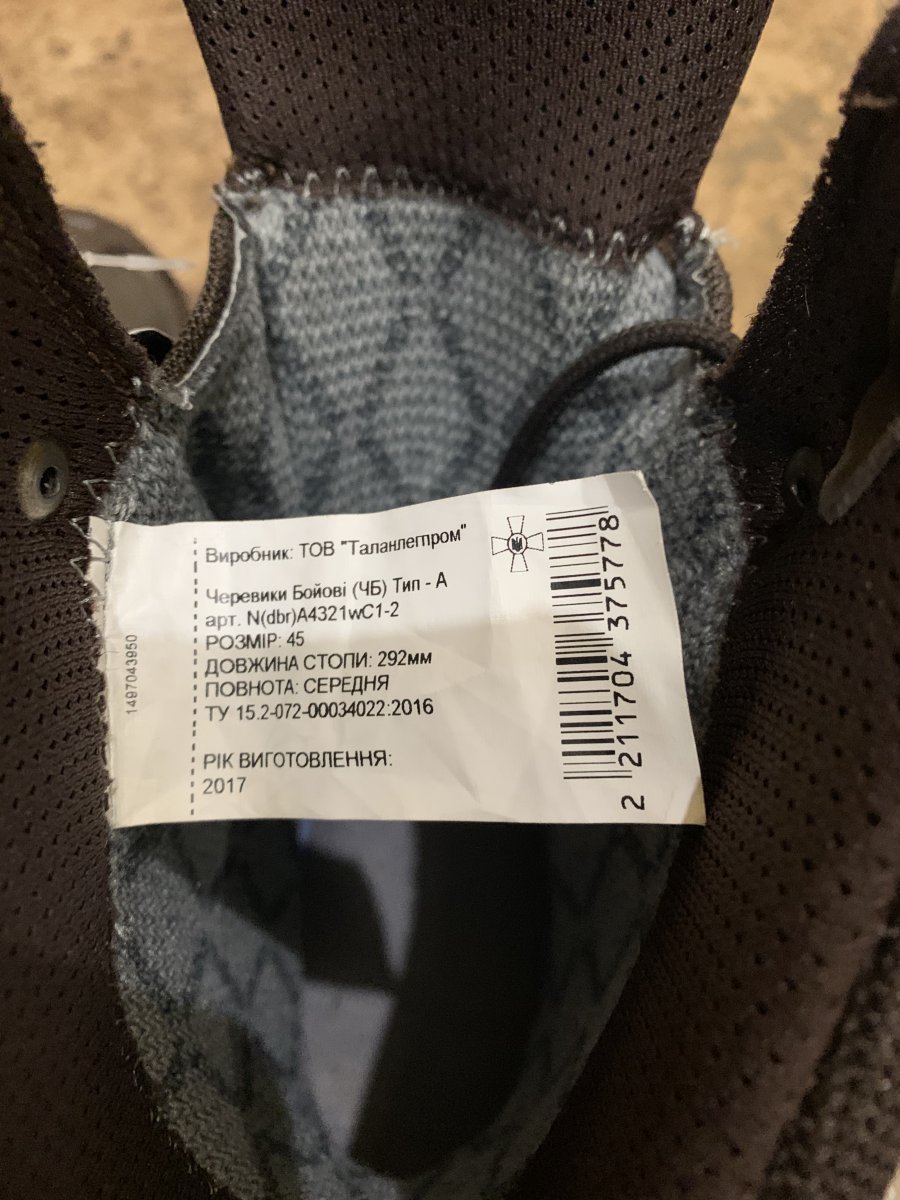 Виробник: ТОВ "Таланлегпром"
Черевики Бойові (ЧБ) Тип - А
арт. N(dbr)A4321wC1-2
РОЗМІР: 45
ДОВЖИНА СТОПИ: 292мм
ПОВНОТА: СЕРЕДНЯ
ТУ 15.2-072-00034022:2016
РІК ВИГОТОВЛЕННЯ:
2017
1497043950
2 211704 375778